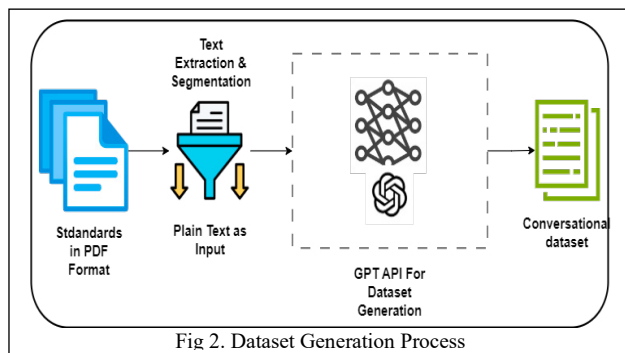 Text
Extraction &
Segmentation
Stdandards
in PDF
Format
Plain Text as
Input
GPT API For
Dataset
Generation
Conversational
dataset
Fig 2. Dataset Generation Process